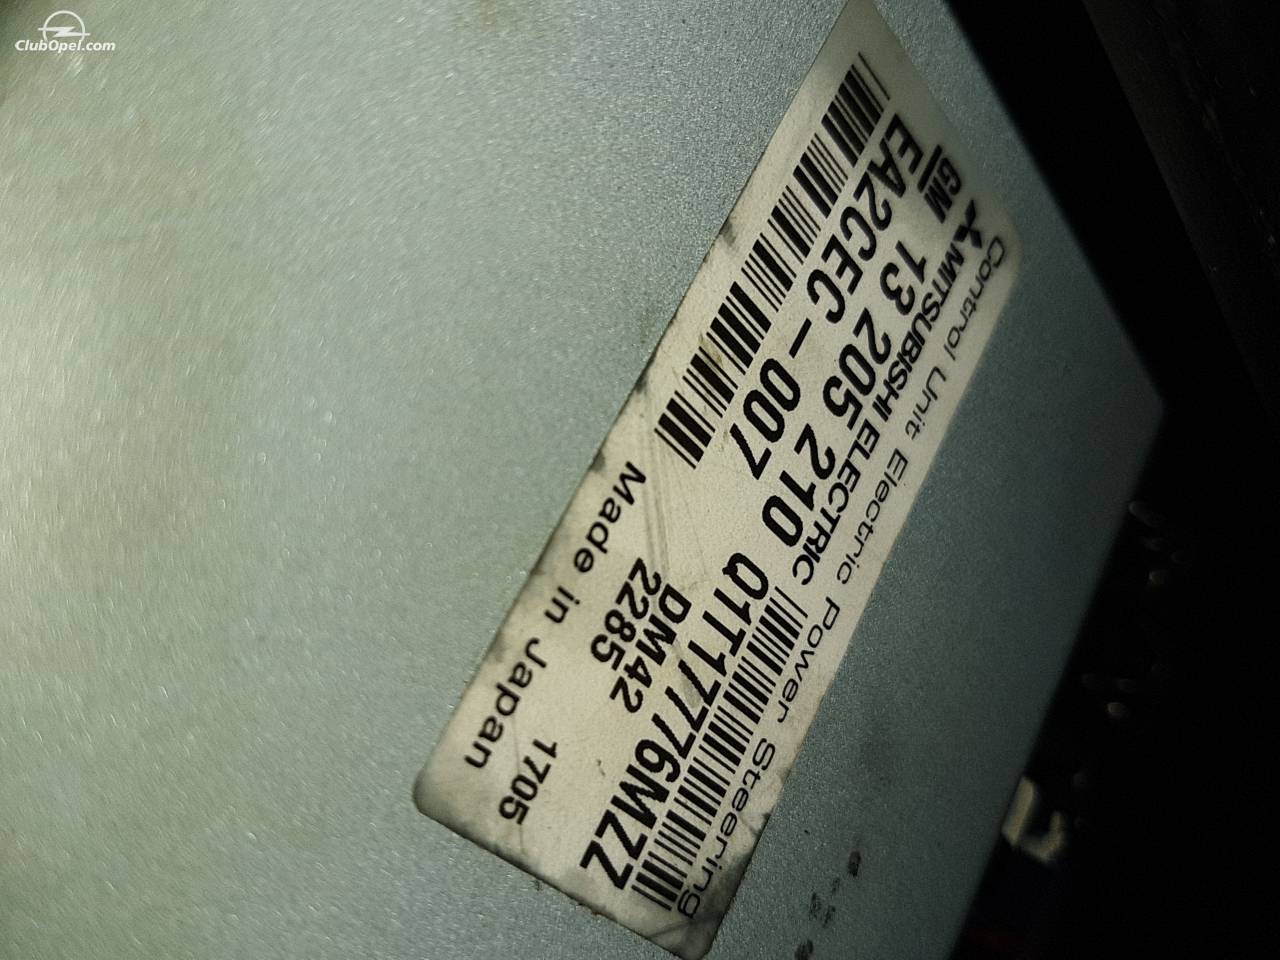 ClubOpel.com
Control Unit Electric Power Steering
MITSUBISHI ELECTRIC
GM 13 205 210 Q1T17776MZZ
EA2CEC-007
DM42
2285
Made in Japan 1705